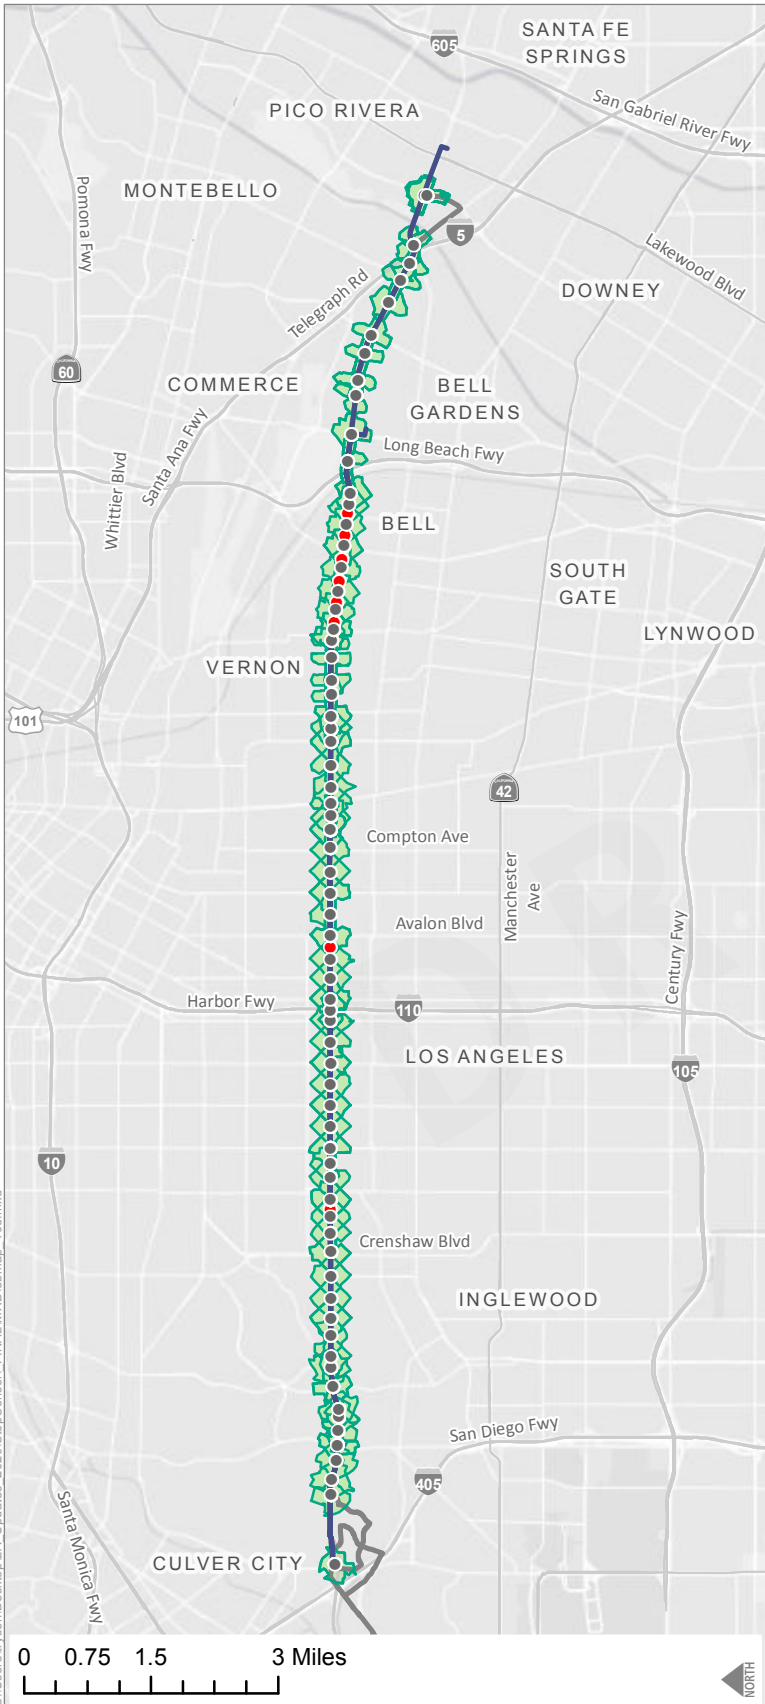 605
SANTA FE
SPRINGS
San Gabriel River Fwy
PICO RIVERA
MONTEBELLO
Pomona Fwy
5
Lakewood Blvd
Telegraph Rd
DOWNEY
60
COMMERCE
BELL
GARDENS
Santa Ana Fwy
Long Beach Fwy
Whittier Blvd
BELL
SOUTH
GATE
LYNWOOD
VERNON
101
42
Compton Ave
Manchester
Ave
Avalon Blvd
Century Fwy
Harbor Fwy
110
LOS ANGELES
105
10
Crenshaw Blvd
INGLEWOOD
San Diego Fwy
405
Santa Monica Fwy
CULVER CITY
0 0.75 1.5 3 Miles
NORTH